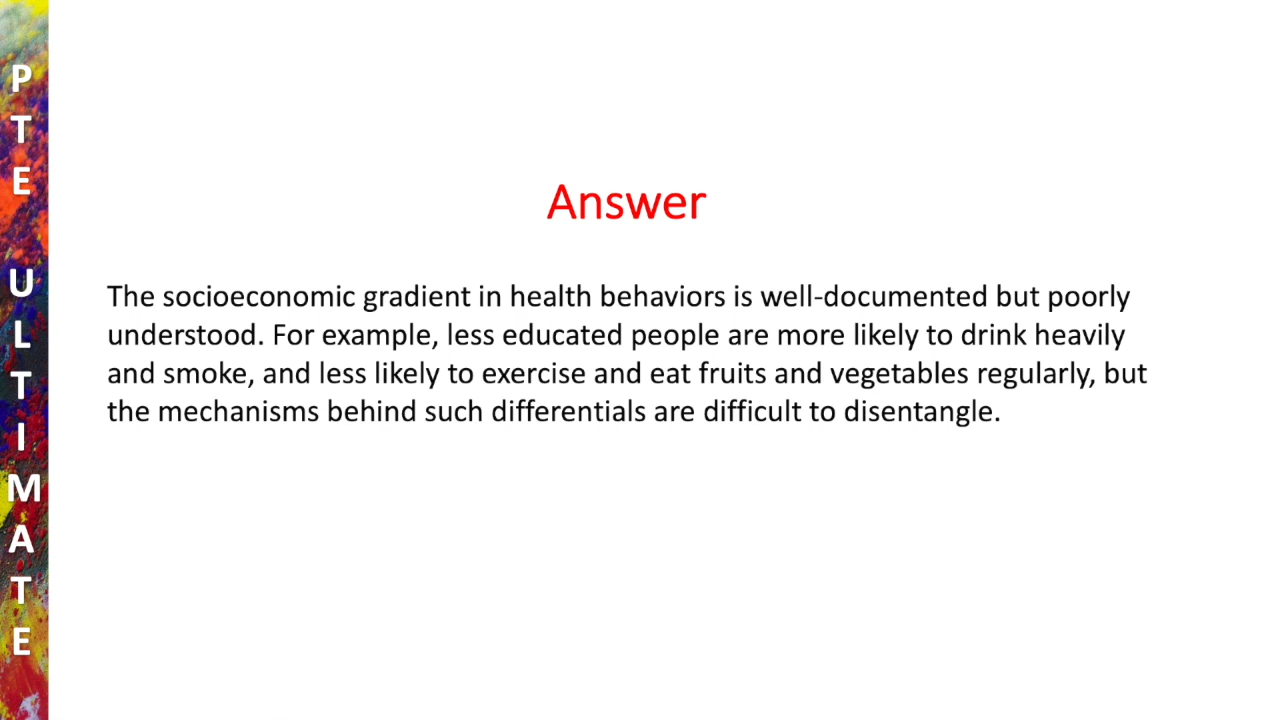 PTE ULTIMATE
Answer
The socioeconomic gradient in health behaviors is well-documented but poorly
understood. For example, less educated people are more likely to drink heavily
and smoke, and less likely to exercise and eat fruits and vegetables regularly, but
the mechanisms behind such differentials are difficult to disentangle.